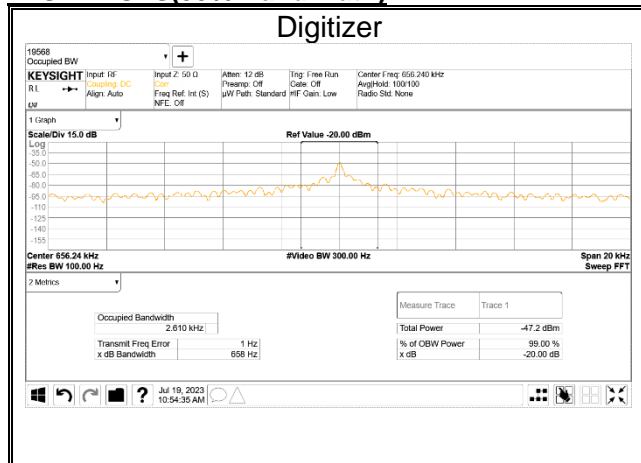 Digitizer
19568
Occupied BW
KEYSIGHT
Input: RF
Input Z: 50 Ω
Atten: 12 dB
Trig: Free Run
Center Freq: 656.240 kHz
Coupling: DC
Corr
Preamp: Off
Gate: Off
Avg|Hold: 100/100
Align: Auto
Freq Ref: Int (S)
µW Path: Standard
#IF Gain: Low
Radio Std: None
NFE: Off
1 Graph
Scale/Div 15.0 dB
Ref Value -20.00 dBm
Log
-35.0
-50.0
-65.0
-80.0
-95.0
-110
-125
-140
-155
Center 656.24 kHz
#Video BW 300.00 Hz
Span 20 kHz
#Res BW 100.00 Hz
Sweep FFT
2 Metrics
Measure Trace
Trace 1
Occupied Bandwidth
2.610 kHz
Total Power
-47.2 dBm
Transmit Freq Error
1 Hz
% of OBW Power
99.00 %
x dB Bandwidth
658 Hz
x dB
-20.00 dB
?
Jul 19, 2023
10:54:35 AM